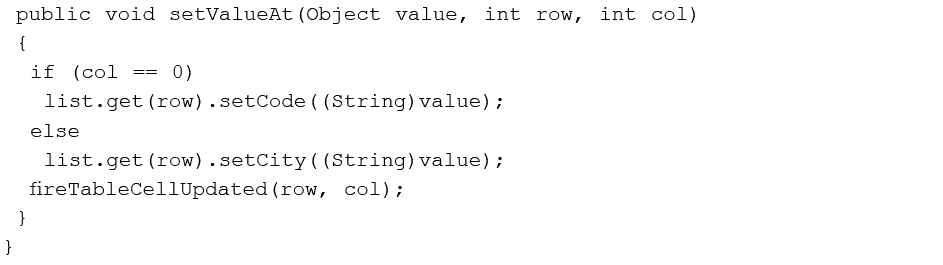 public void setValueAt(Object value, int row, int col)
{
if (col == 0)
list.get(row).setCode((String)value);
else
list.get(row).setCity((String)value);
fireTableCellUpdated(row, col);
}
}